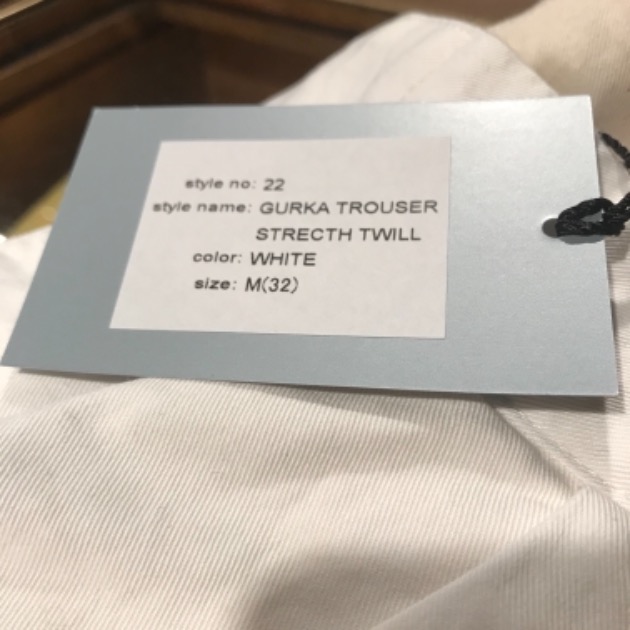 style no: 22
style name: GURKA TROUSER
STRECTH TWILL
color: WHITE
size: M(32)